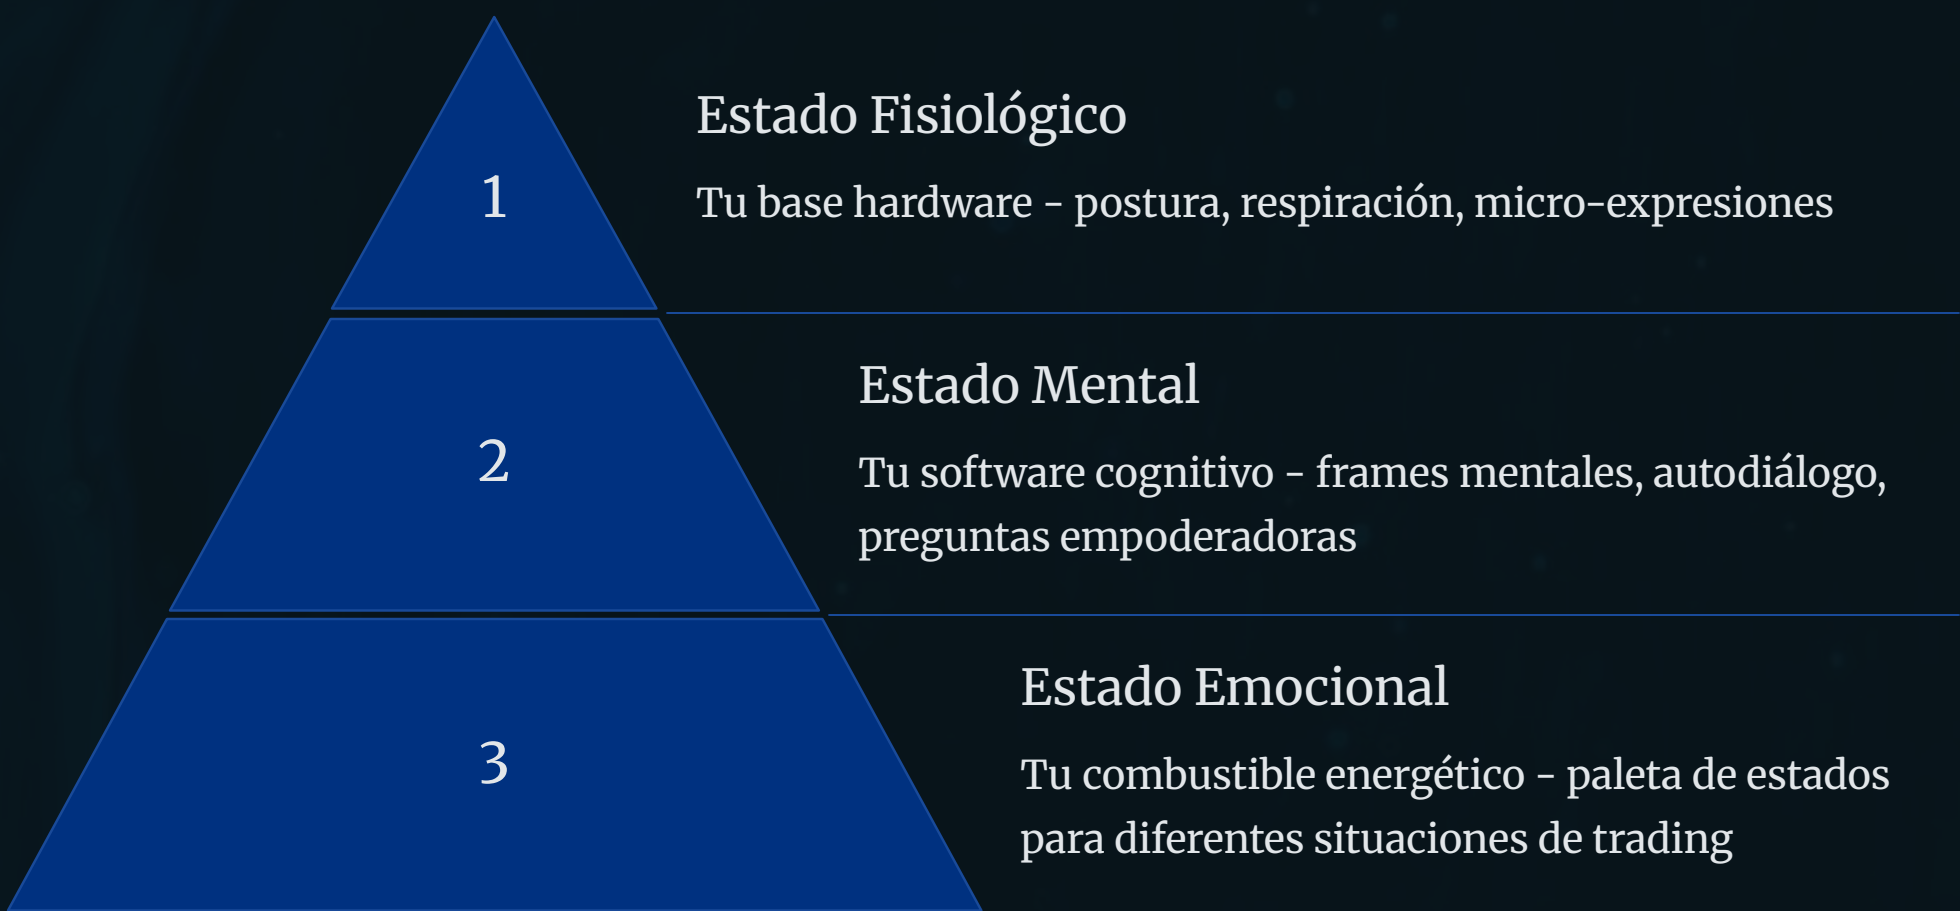 1
Estado Fisiológico
Tu base hardware - postura, respiración, micro-expresiones
2
Estado Mental
Tu software cognitivo - frames mentales, autodiálogo,
preguntas empoderadoras
3
Estado Emocional
Tu combustible energético - paleta de estados
para diferentes situaciones de trading